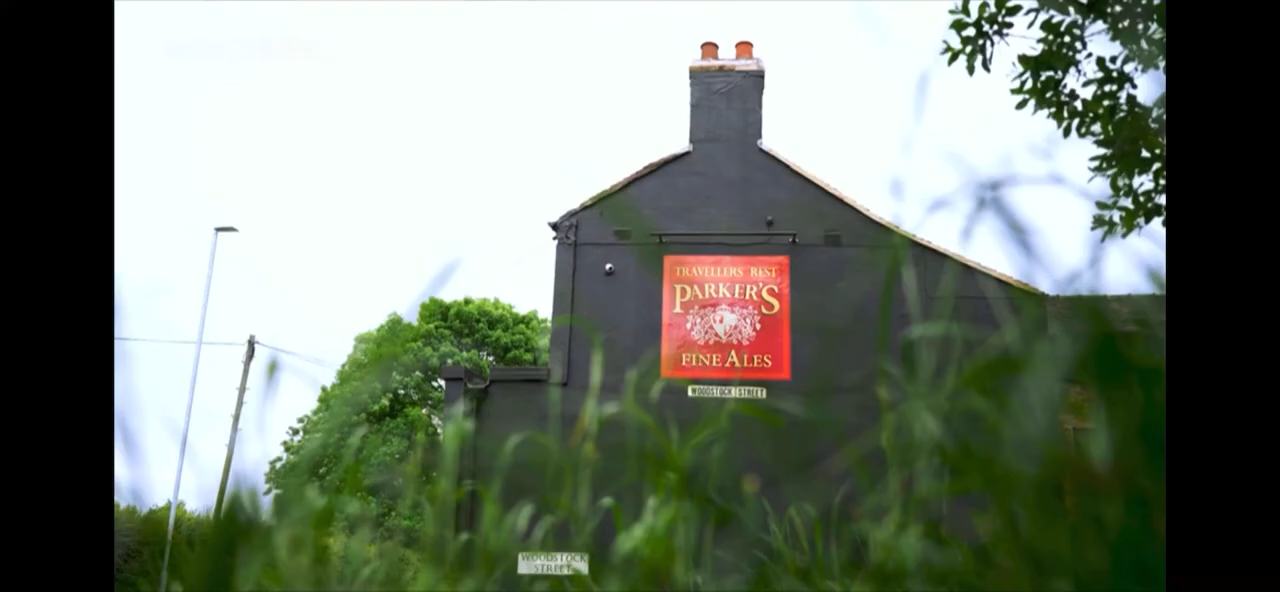 TRAVELLERS REST
PARKER'S
FINE ALES
WOODSTOCK STREET
WOODSTOCK
STREET